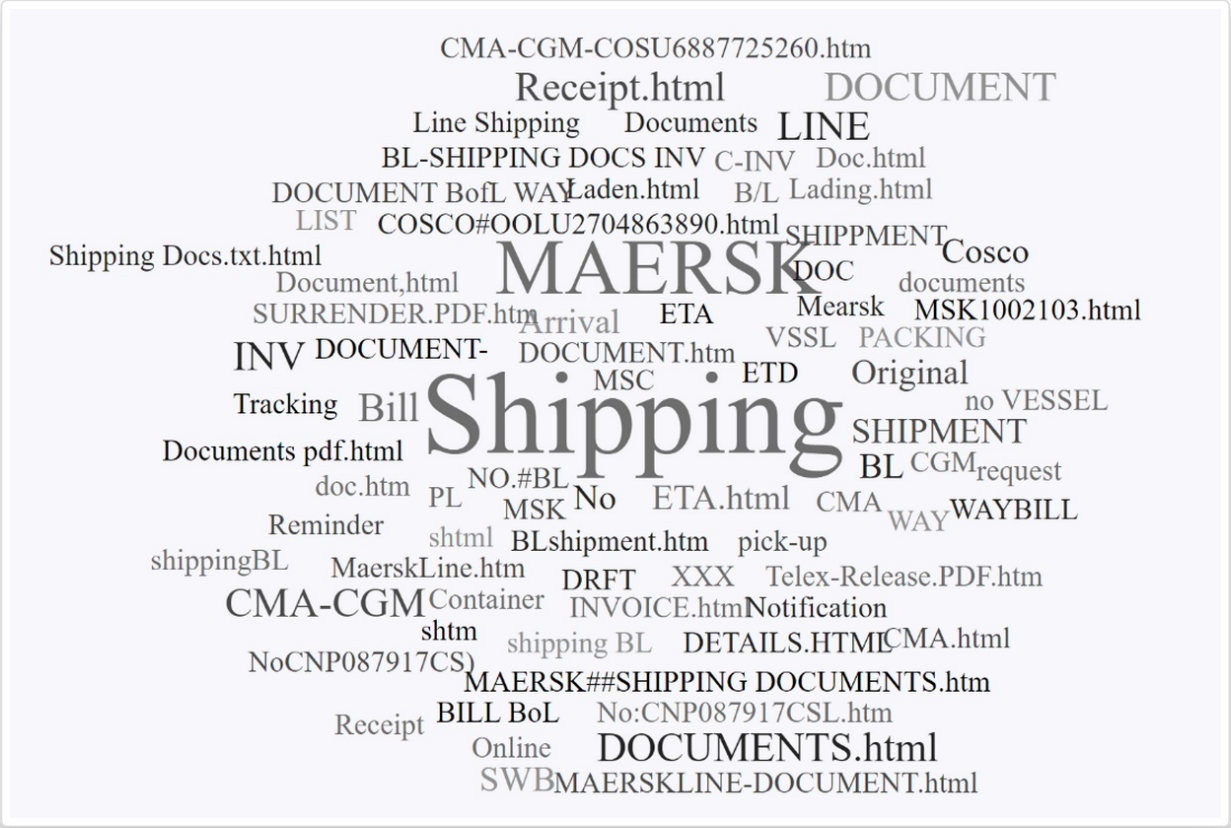 CMA-CGM-COSU6887725260.htm
Receipt.html DOCUMENT
Line Shipping Documents LINE
BL-SHIPPING DOCS INV C-INV Doc.html
DOCUMENT BofL WAY Laden.html B/L Lading.html
LIST COSCO#OOLU2704863890.html SHIPPMENT
Shipping Docs.txt.html MAERSK DOC Cosco
Document,html documents
SURRENDER.PDF.htm Arrival ETA Mearsk MSK1002103.html
INV DOCUMENT- DOCUMENT.htm VSSL PACKING
MSC ETD Original
Tracking Bill Shipping no VESSEL
SHIPMENT
Documents pdf.html BL CGM request
doc.htm PL NO.#BL MSK No ETA.html CMA WAY WAYBILL
Reminder shtml BLshipment.htm pick-up
shippingBL MaerskLine.htm DRFT XXX Telex-Release.PDF.htm
CMA-CGM Container INVOICE.html Notification
shtm shipping BL DETAILS.HTML CMA.html
NoCNP087917CS)
MAERSK##SHIPPING DOCUMENTS.htm
Receipt BILL BoL No:CNP087917CSL.htm
Online DOCUMENTS.html
SWB MAERSKLINE-DOCUMENT.html